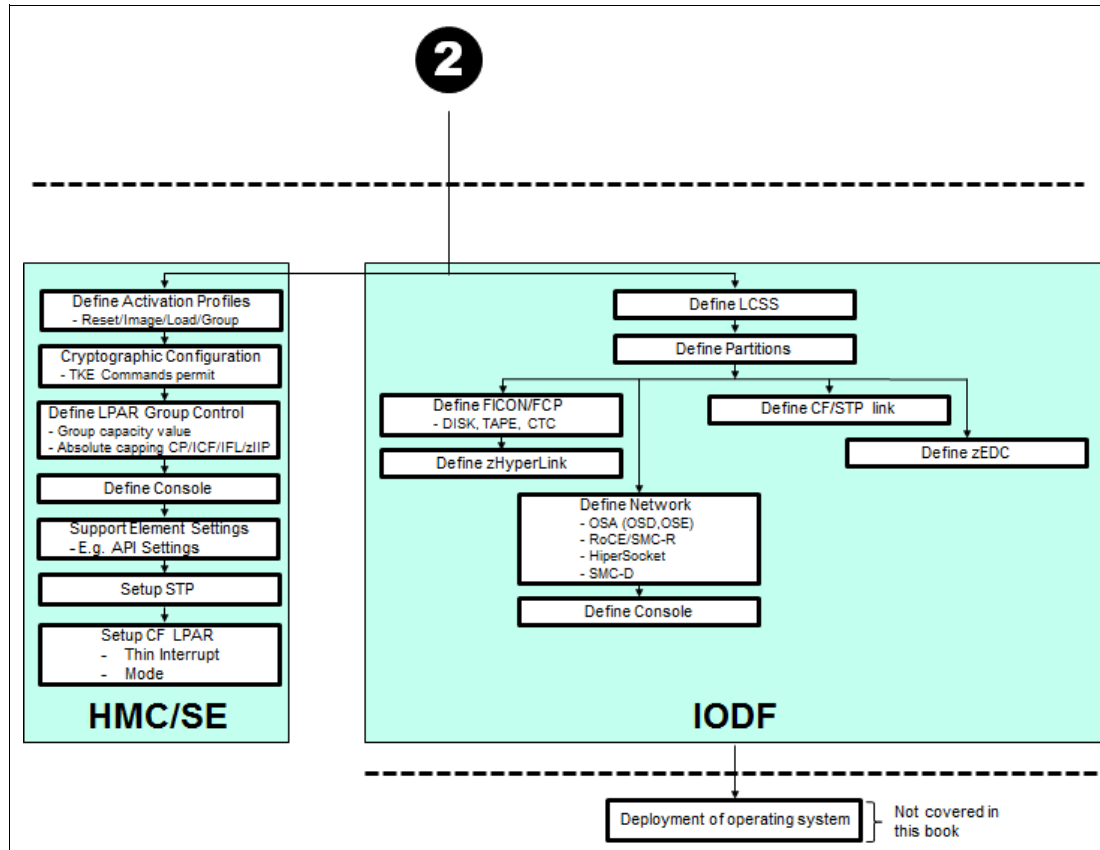 2
Define Activation Profiles
- Reset/Image/Load/Group
Cryptographic Configuration
- TKE Commands permit
Define LPAR Group Control
- Group capacity value
- Absolute capping CP/ICF/IFL/zIIP
Define Console
Support Element Settings
- E.g. API Settings
Setup STP
Setup CF LPAR
- Thin Interrupt
- Mode
HMC/SE
Define LCSS
Define Partitions
Define FICON/FCP
- DISK, TAPE, CTC
Define zHyperLink
Define CF/STP link
Define zEDC
Define Network
- OSA (OSD,OSE)
- RoCE/SMC-R
- HiperSocket
- SMC-D
Define Console
IODF
Deployment of operating system
Not covered in
this book